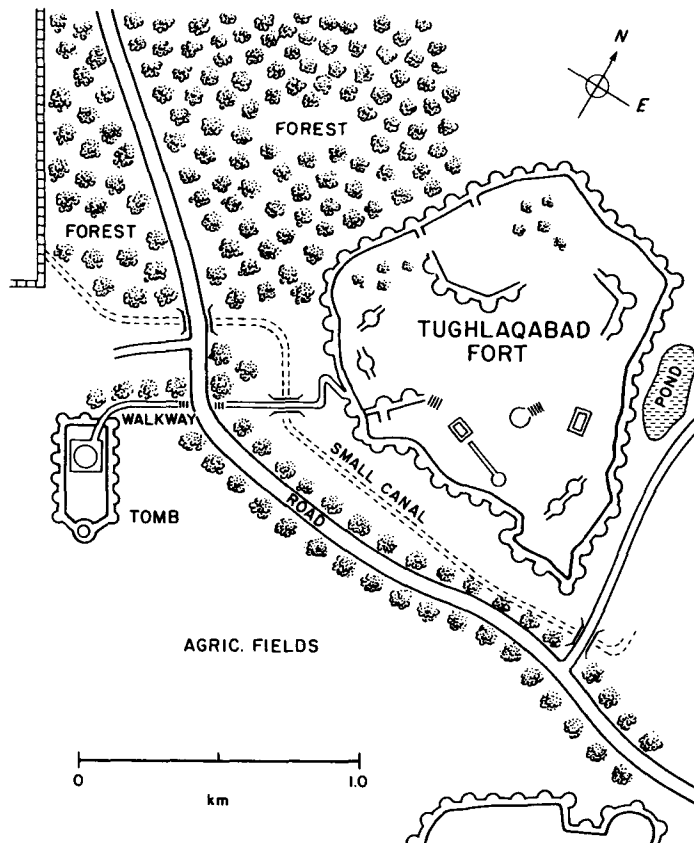 N
E
FOREST
FOREST
TUGHLAQABAD
FORT
POND
WALKWAY
SMALL CANAL
ROAD
TOMB
AGRIC. FIELDS
0
1.0
km